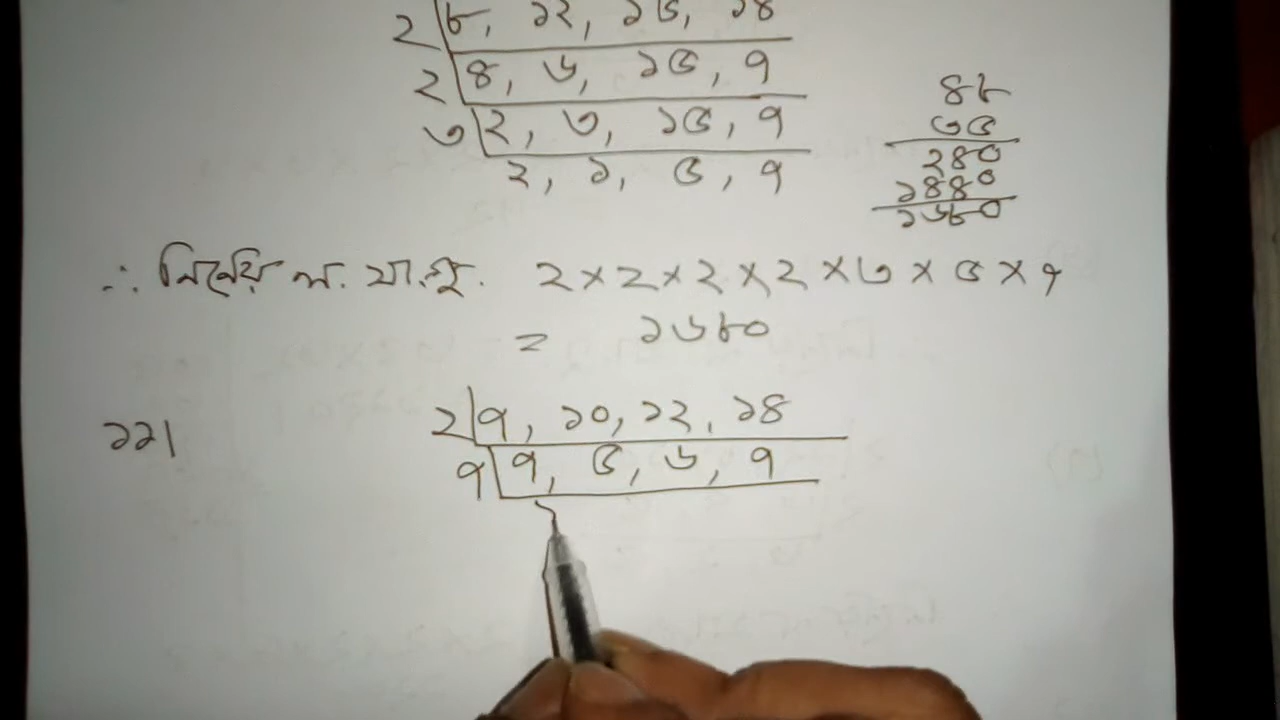 ২ ৮, ১২, ১৫, ১৪
২ ৪, ৬, ১৫, ৭
৩ ২, ৩, ১৫, ৭
২, ১, ৫, ৭
৪৮
৩৫
২৪০
১৪৪০
১৬৮০
∴ নির্ণেয় ল. সা.গু. ২ × ২ × ২ × ২ × ৩ × ৫ × ৭
= ১৬৮০
১১। ২ ৭, ১০, ১২, ১৪
৭ ৭, ৫, ৬, ৭